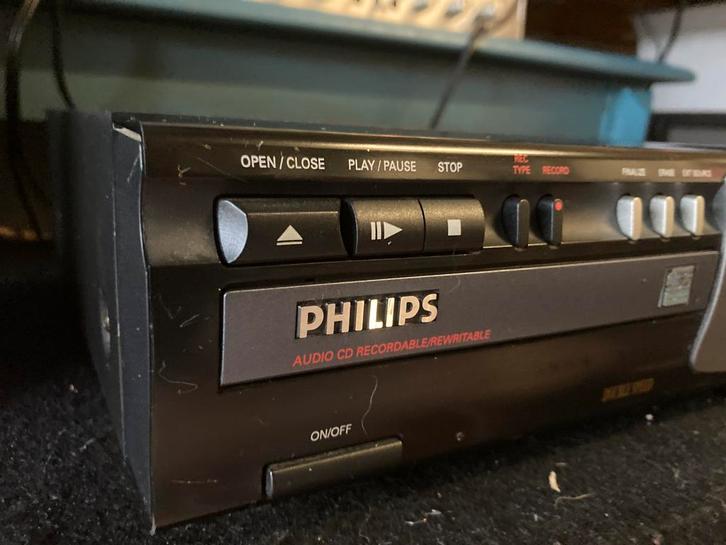 OPEN/CLOSE PLAY/PAUSE STOP REC
TYPE RECORD FINALIZE ERASE EXT SOURCE
PHILIPS
AUDIO CD RECORDABLE/REWRITABLE
ON/OFF